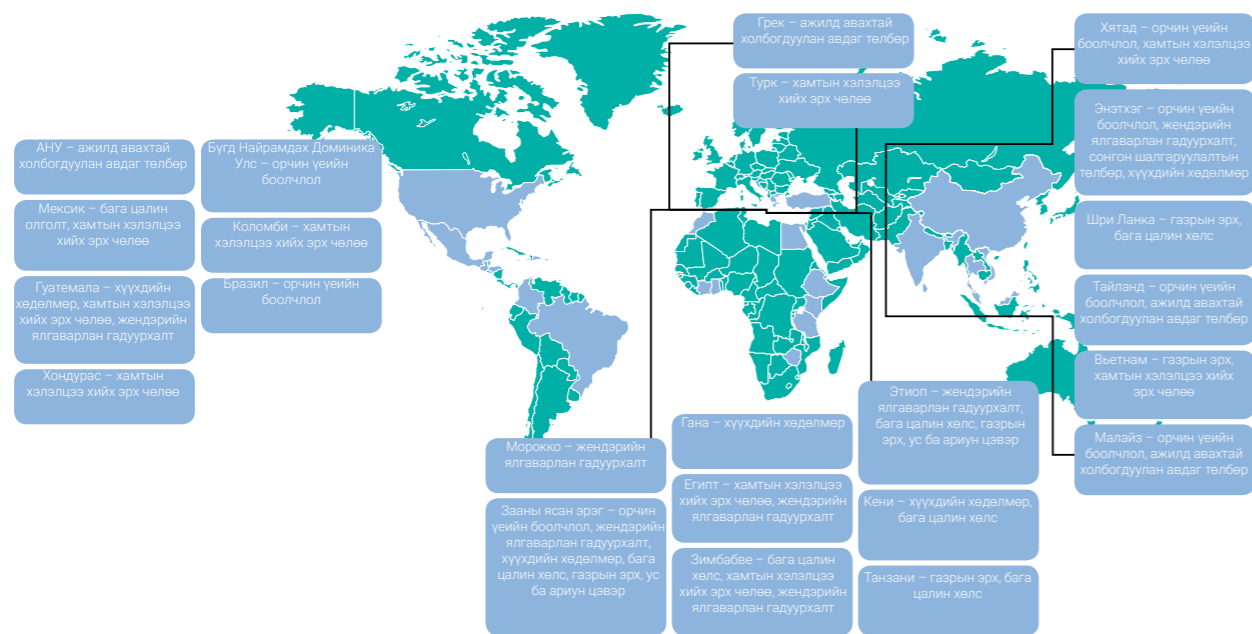 АНУ – ажилд авахтай
холбогдуулан авдаг төлбөр
Мексик – бага цалин
олголт, хамтын хэлэлцээ
хийх эрх чөлөө
Гуатемала – хүүхдийн
хөдөлмөр, хамтын хэлэлцээ
хийх эрх чөлөө, жендэрийн
ялгаварлан гадуурхалт
Хондурас – хамтын
хэлэлцээ хийх эрх чөлөө
Бүгд Найрамдах Доминика
Улс – орчин үеийн
боолчлол
Коломби – хамтын
хэлэлцээ хийх эрх чөлөө
Бразил – орчин үеийн
боолчлол
Грек – ажилд авахтай
холбогдуулан авдаг төлбөр
Турк – хамтын хэлэлцээ
хийх эрх чөлөө
Морокко – жендэрийн
ялгаварлан гадуурхалт
Зааны ясан эрэг – орчин
үеийн боолчлол, жендэрийн
ялгаварлан гадуурхалт,
хүүхдийн хөдөлмөр, бага
цалин хөлс, газрын эрх, ус
ба ариун цэвэр
Гана – хүүхдийн хөдөлмөр
Египт – хамтын хэлэлцээ
хийх эрх чөлөө, жендэрийн
ялгаварлан гадуурхалт
Зимбабве – бага цалин
хөлс, хамтын хэлэлцээ
хийх эрх чөлөө, жендэрийн
ялгаварлан гадуурхалт
Этиоп – жендэрийн
ялгаварлан гадуурхалт,
бага цалин хөлс, газрын
эрх, ус ба ариун цэвэр
Кени – хүүхдийн хөдөлмөр,
бага цалин хөлс
Танзани – газрын эрх, бага
цалин хөлс
Хятад – орчин үеийн
боолчлол, хамтын хэлэлцээ
хийх эрх чөлөө
Энэтхэг – орчин үеийн
боолчлол, жендэрийн
ялгаварлан гадуурхалт,
сонгон шалгаруулалтын
төлбөр, хүүхдийн хөдөлмөр
Шри Ланка – газрын эрх,
бага цалин хөлс
Тайланд – орчин үеийн
боолчлол, ажилд авахтай
холбогдуулан авдаг төлбөр
Вьетнам – газрын эрх,
хамтын хэлэлцээ хийх
эрх чөлөө
Малайз – орчин үеийн
боолчлол, ажилд авахтай
холбогдуулан авдаг төлбөр